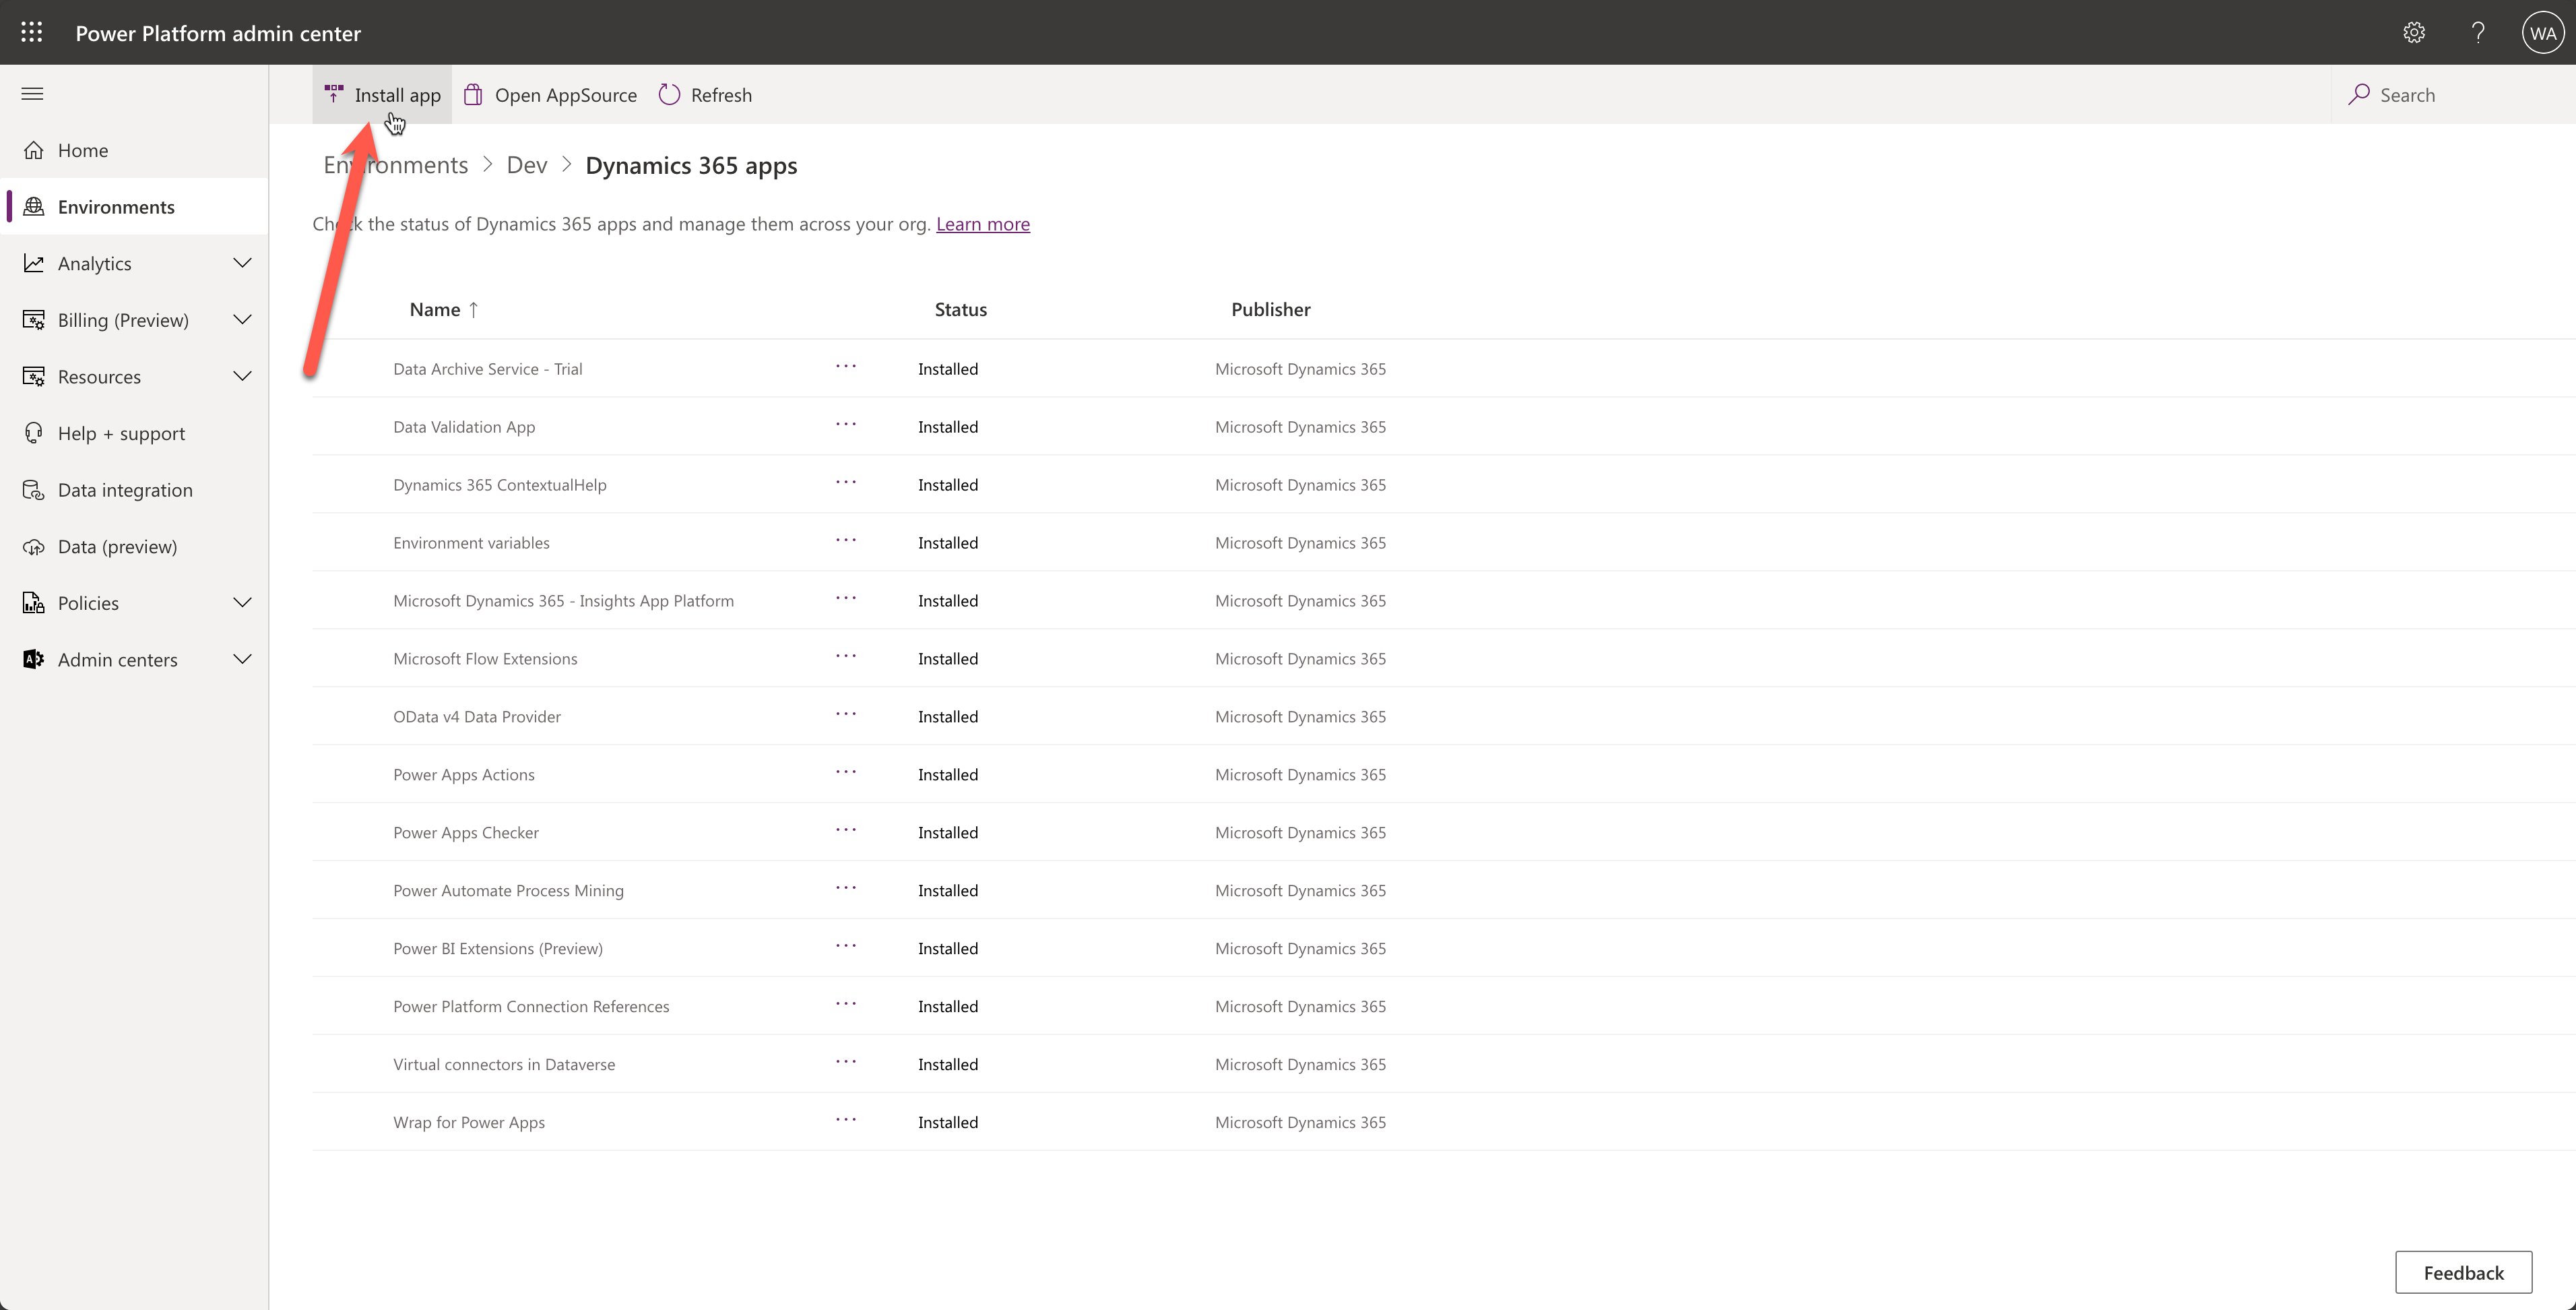 Power Platform admin center
WA
Install app
Open AppSource
Refresh
Search
Home
Environments
Analytics
Billing (Preview)
Resources
Help + support
Data integration
Data (preview)
Policies
Admin centers
Environments > Dev > Dynamics 365 apps
Check the status of Dynamics 365 apps and manage them across your org. Learn more
Name ↑ Status Publisher
Data Archive Service - Trial ... Installed Microsoft Dynamics 365
Data Validation App ... Installed Microsoft Dynamics 365
Dynamics 365 ContextualHelp ... Installed Microsoft Dynamics 365
Environment variables ... Installed Microsoft Dynamics 365
Microsoft Dynamics 365 - Insights App Platform ... Installed Microsoft Dynamics 365
Microsoft Flow Extensions ... Installed Microsoft Dynamics 365
OData v4 Data Provider ... Installed Microsoft Dynamics 365
Power Apps Actions ... Installed Microsoft Dynamics 365
Power Apps Checker ... Installed Microsoft Dynamics 365
Power Automate Process Mining ... Installed Microsoft Dynamics 365
Power BI Extensions (Preview) ... Installed Microsoft Dynamics 365
Power Platform Connection References ... Installed Microsoft Dynamics 365
Virtual connectors in Dataverse ... Installed Microsoft Dynamics 365
Wrap for Power Apps ... Installed Microsoft Dynamics 365
Feedback